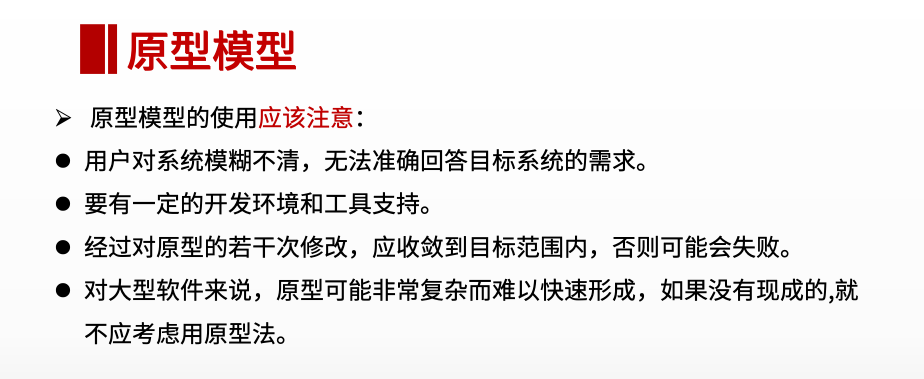 原型模型
➢ 原型模型的使用应该注意：
● 用户对系统模糊不清，无法准确回答目标系统的需求。
● 要有一定的开发环境和工具支持。
● 经过对原型的若干次修改，应收敛到目标范围内，否则可能会失败。
● 对大型软件来说，原型可能非常复杂而难以快速形成，如果没有现成的,就
不应考虑用原型法。